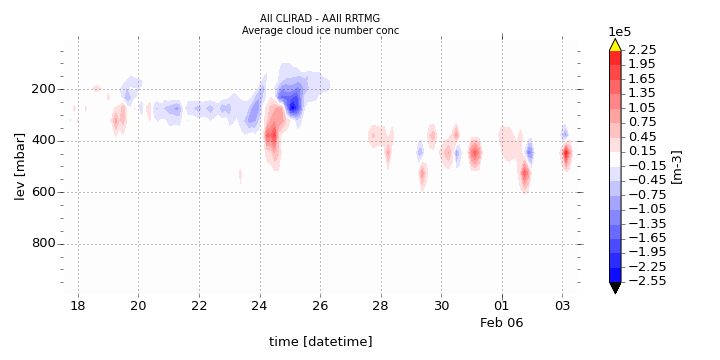 All CLIRAD - AAll RRTMG
Average cloud ice number conc
1e5
2.25
1.95
1.65
1.35
1.05
0.75
0.45
0.15
−0.15
−0.45
−0.75
−1.05
−1.35
−1.65
−1.95
−2.25
−2.55
[m-3]
200
400
600
800
lev [mbar]
18 20 22 24 26 28 30 01 03
Feb 06
time [datetime]